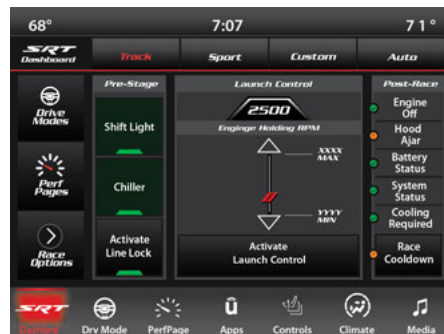 68°
7:07
71°
SRT
Dashboard
Track
Sport
Custom
Auto
Drive
Modes
Perf
Pages
Race
Options
Pre-Stage
Shift Light
Chiller
Activate
Line Lock
Launch Control
2500
Enginge Holding RPM
XXXX
MAX
YYYY
MIN
Activate
Launch Control
Post-Race
Engine
Off
Hood
Ajar
Battery
Status
System
Status
Cooling
Required
Race
Cooldown
SRT
Drv Mode
PerfPage
Apps
Controls
Climate
Media